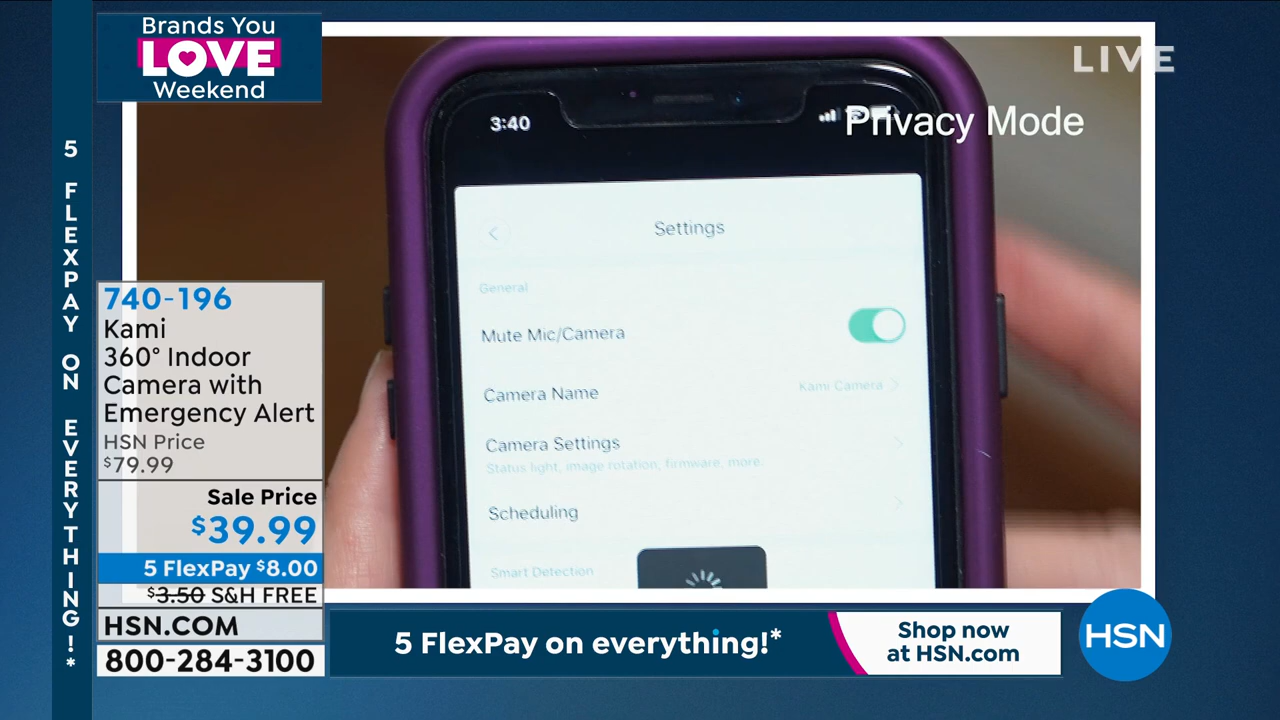 Brands You
LOVE
Weekend
LIVE
Privacy Mode
3:40
Settings
General
Mute Mic/Camera
Camera Name
Kami Camera
Camera Settings
Status light, image rotation, firmware, more.
Scheduling
Smart Detection
5 FLEXPAY ON EVERYTHING!*
740-196
Kami
360° Indoor
Camera with
Emergency Alert
HSN Price
$79.99
Sale Price
$39.99
5 FlexPay $8.00
$3.50 S&H FREE
HSN.COM
800-284-3100
5 FlexPay on everything!*
Shop now
at HSN.com
HSN